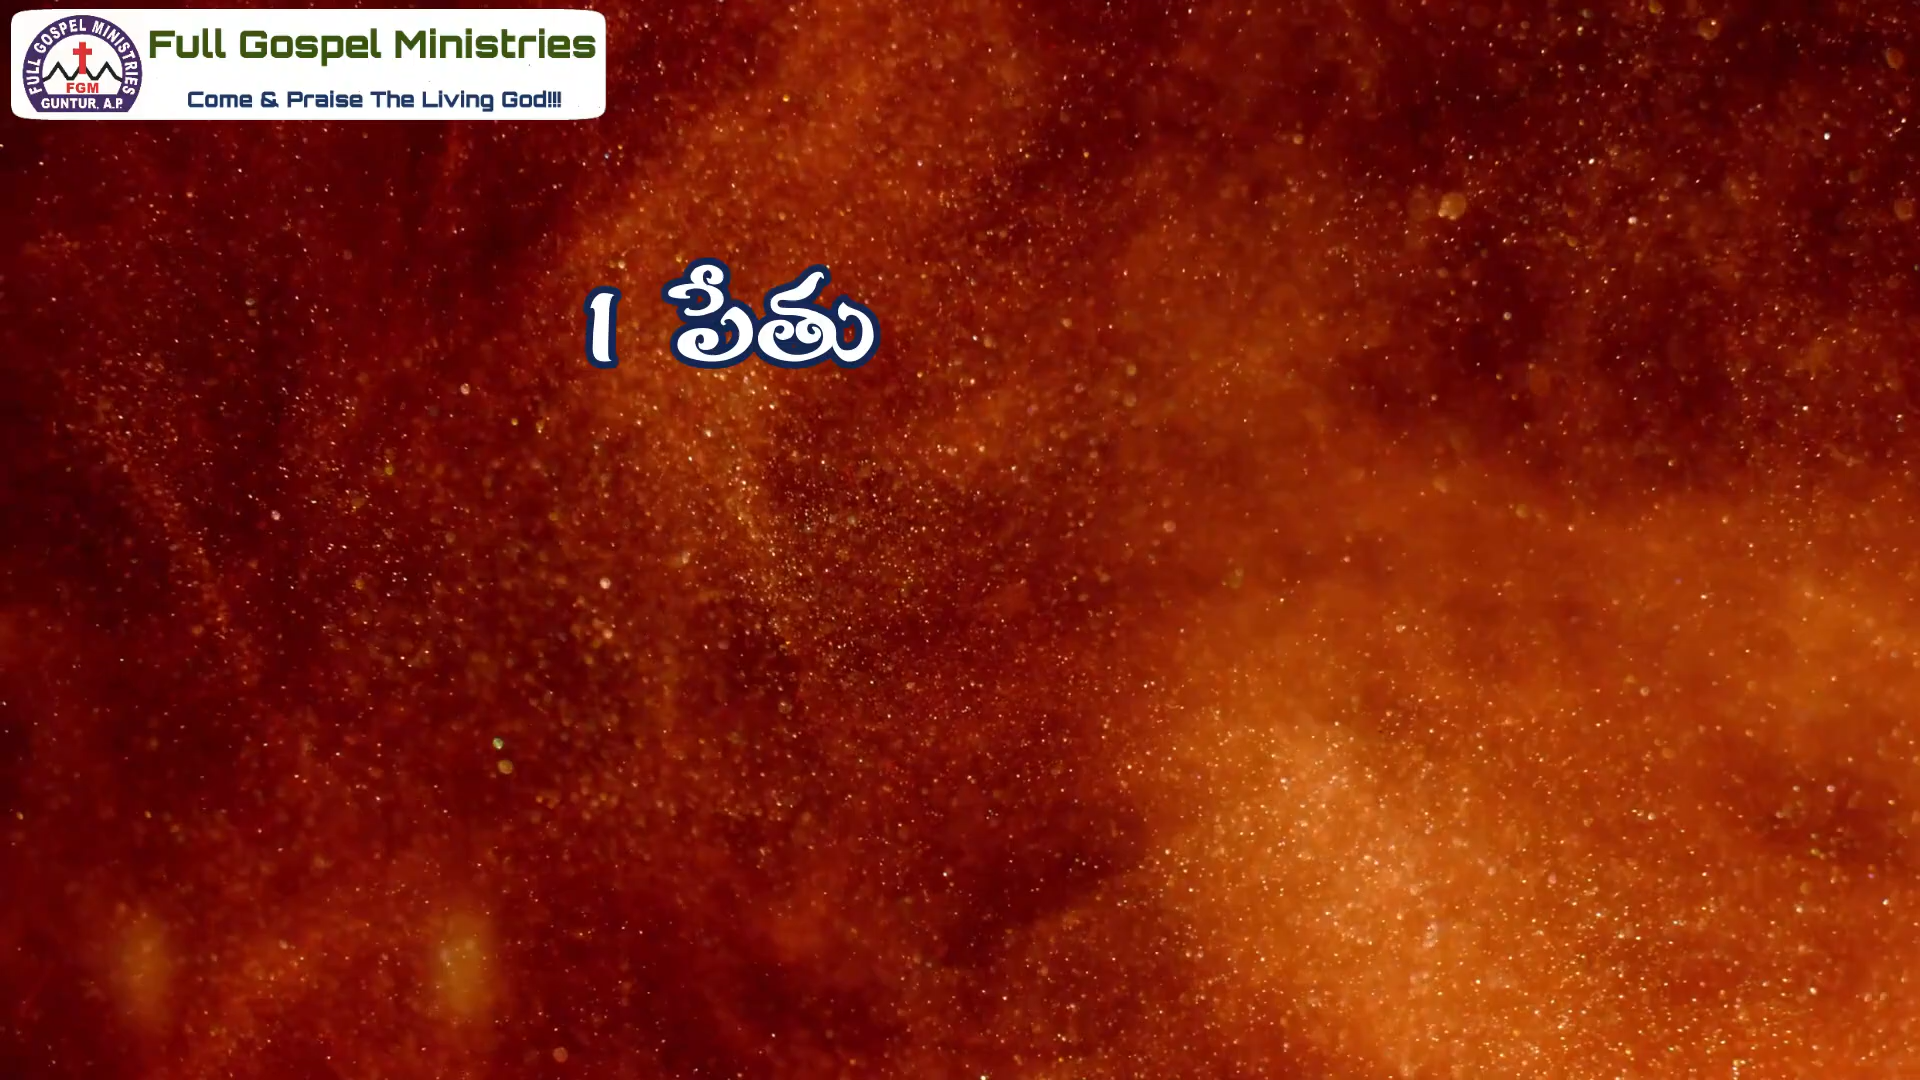 FULL GOSPEL MINISTRIES
FGM
GUNTUR, A.P.
Full Gospel Ministries
Come & Praise The Living God!!!
1 పేతు